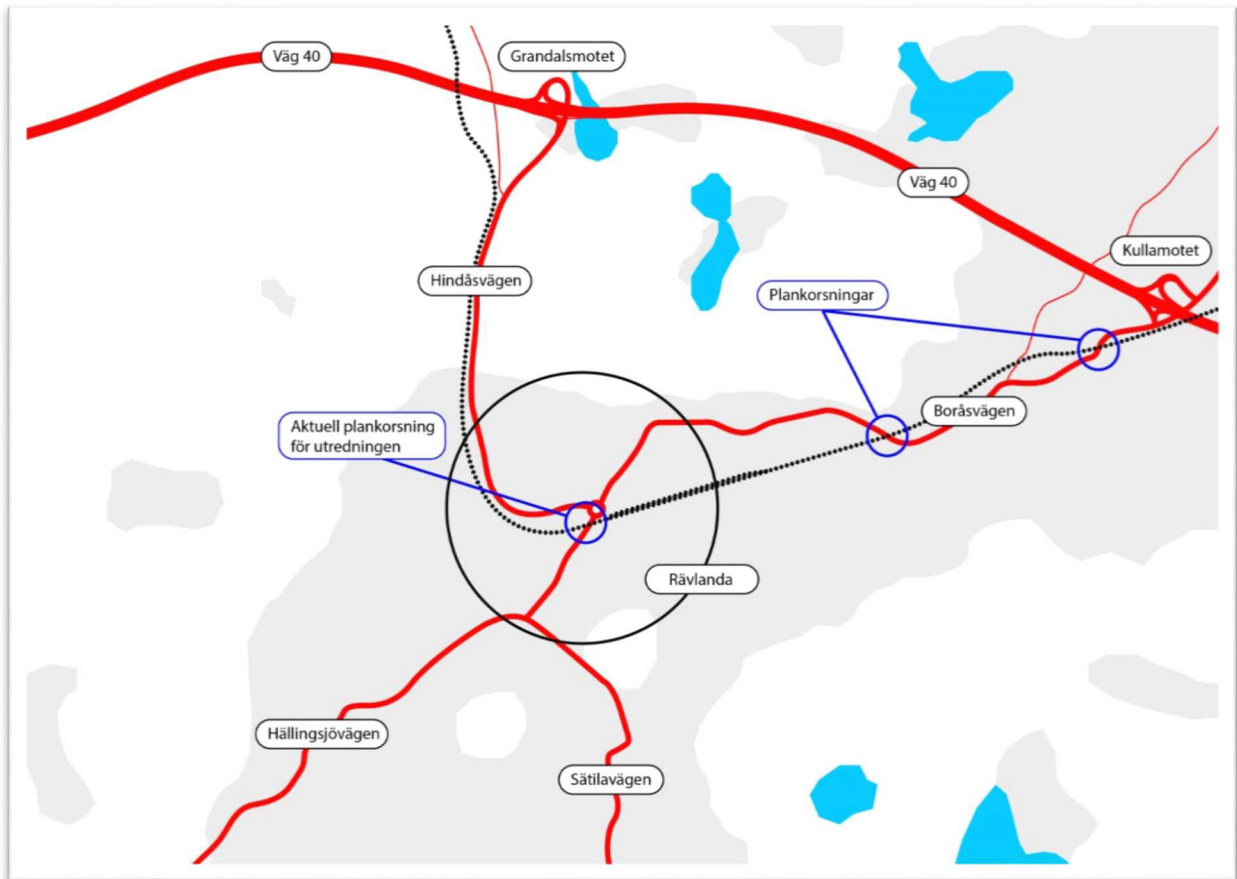 Väg 40
Grandalsmotet
Väg 40
Kullamotet
Hindåsvägen
Plankorsningar
Boråsvägen
Aktuell plankorsning
för utredningen
Rävlanda
Hällingsjövägen
Sätilavägen